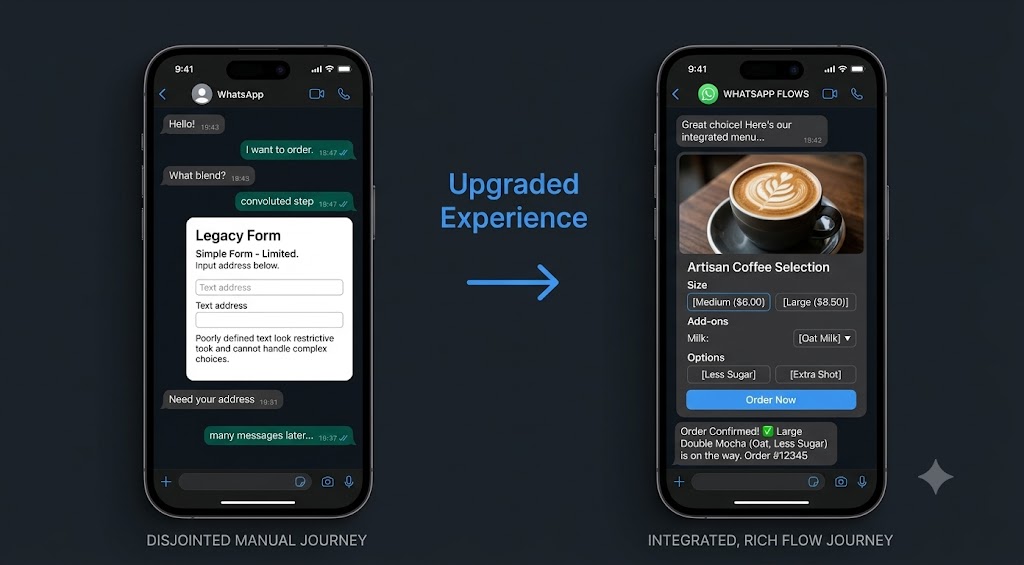 9:41
WhatsApp
Hello! 19:43
I want to order. 19:47
What blend? 19:43
convoluted step 19:47
Legacy Form
Simple Form - Limited.
Input address below.
Text address
Text address
Poorly defined text look restrictive
took and cannot handle complex
choices.
Need your address 19:31
many messages later... 19:37
DISJOINTED MANUAL JOURNEY
Upgraded
Experience
9:41
WHATSAPP FLOWS
Great choice! Here's our
integrated menu... 19:42
Artisan Coffee Selection
Size
[Medium ($6.00)] [Large ($8.50)]
Add-ons
Milk: [Oat Milk]
Options
[Less Sugar] [Extra Shot]
Order Now
Order Confirmed! ✅ Large
Double Mocha (Oat, Less Sugar)
is on the way. Order #12345
INTEGRATED, RICH FLOW JOURNEY